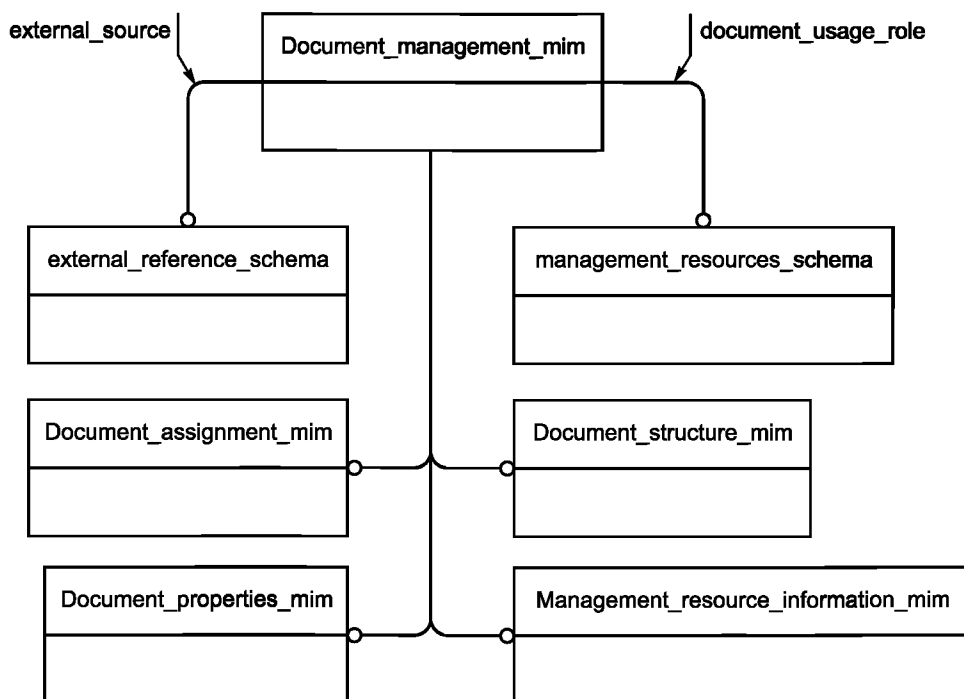 external_source
Document_management_mim
document_usage_role
external_reference_schema
management_resources_schema
Document_assignment_mim
Document_structure_mim
Document_properties_mim
Management_resource_information_mim